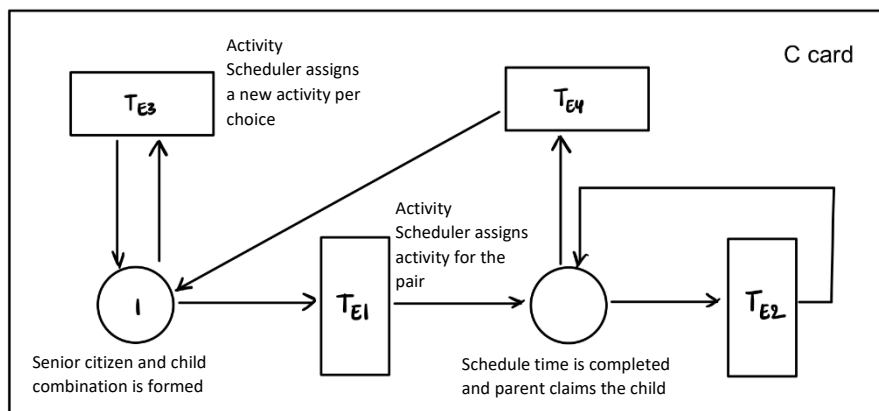 Activity
Scheduler assigns
a new activity per
choice
C card
TE3
TE4
Activity
Scheduler assigns
activity for the
pair
1
TE1
TE2
Senior citizen and child
combination is formed
Schedule time is completed
and parent claims the child